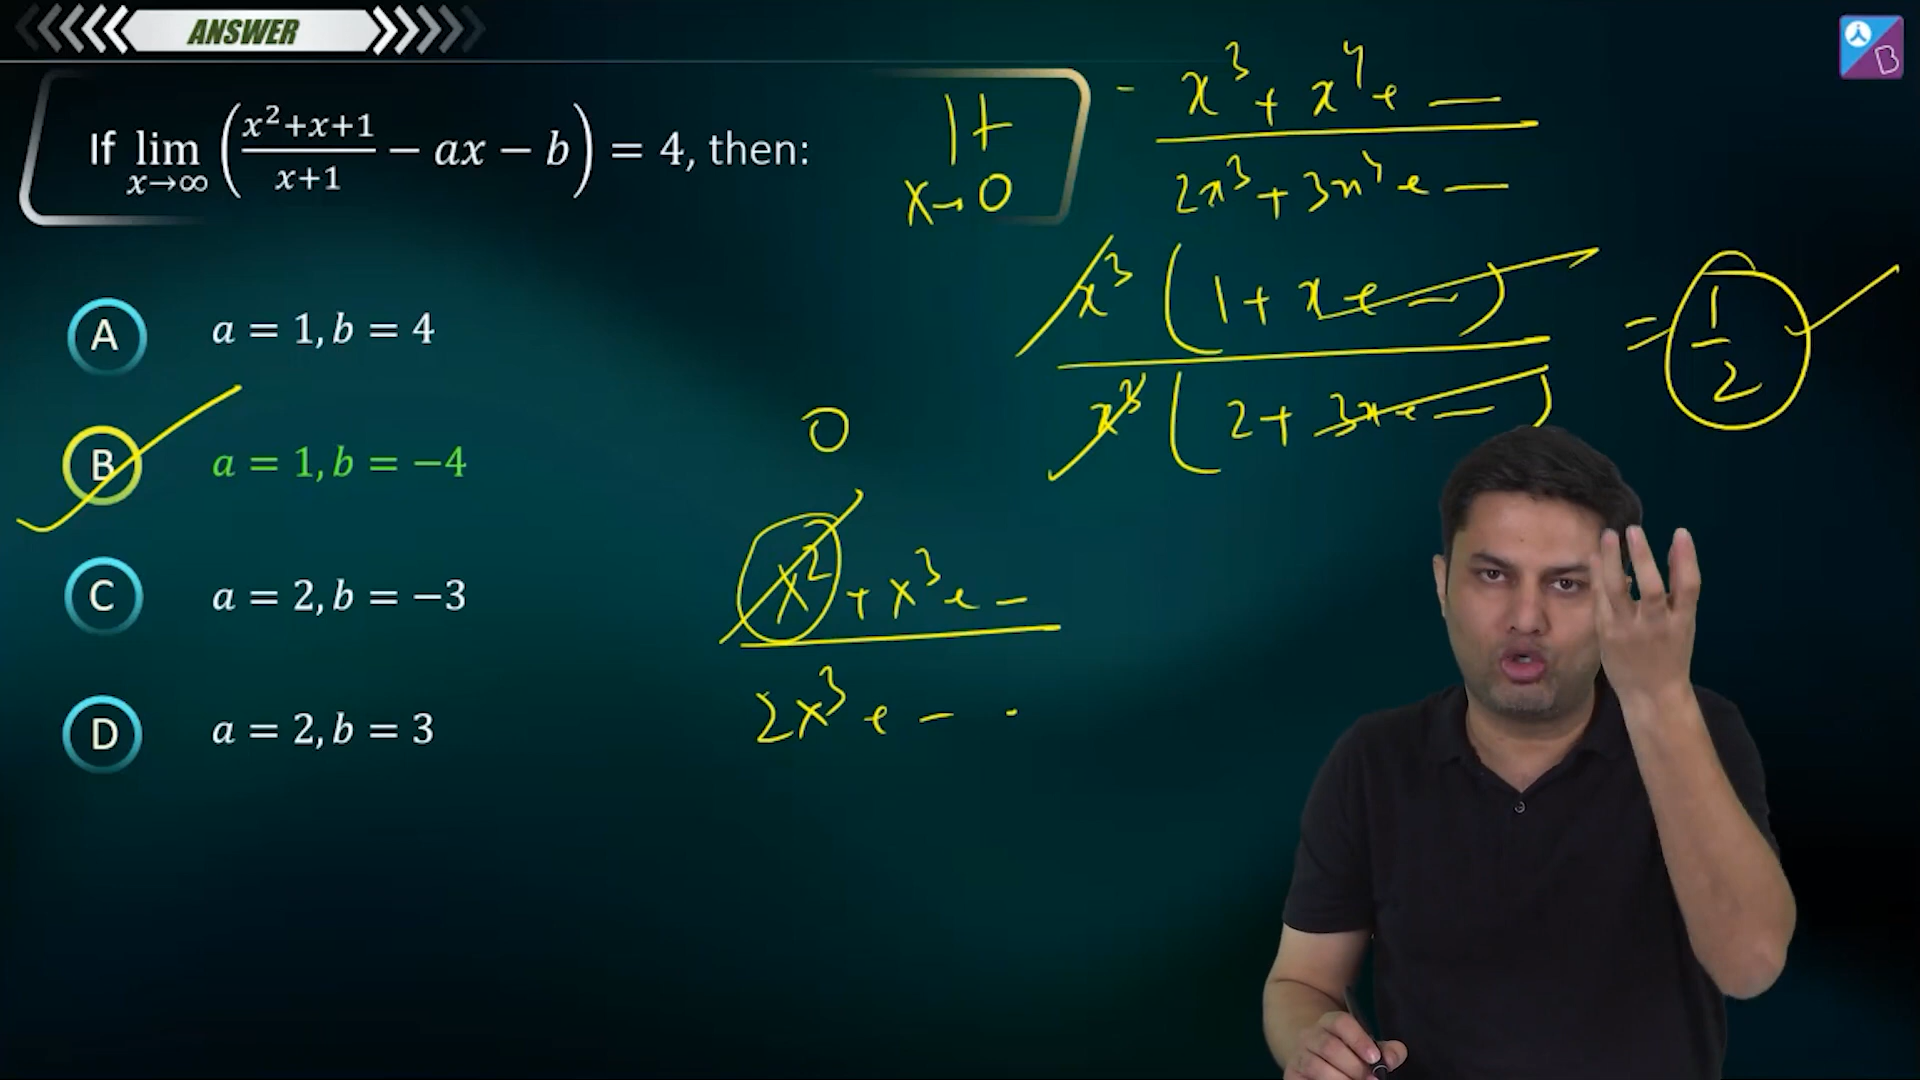 ANSWER
B
If lim x→∞ ( (x²+x+1)/(x+1) − ax − b ) = 4, then:
A a = 1, b = 4
B a = 1, b = −4
C a = 2, b = −3
D a = 2, b = 3
lt x→0
- x³ + x⁴ + —
2x³ + 3x⁴ + —
x³ ( 1 + x + — )
x³ ( 2 + 3x + — )
= 1/2
0
x² + x³ + —
2x³ + — -